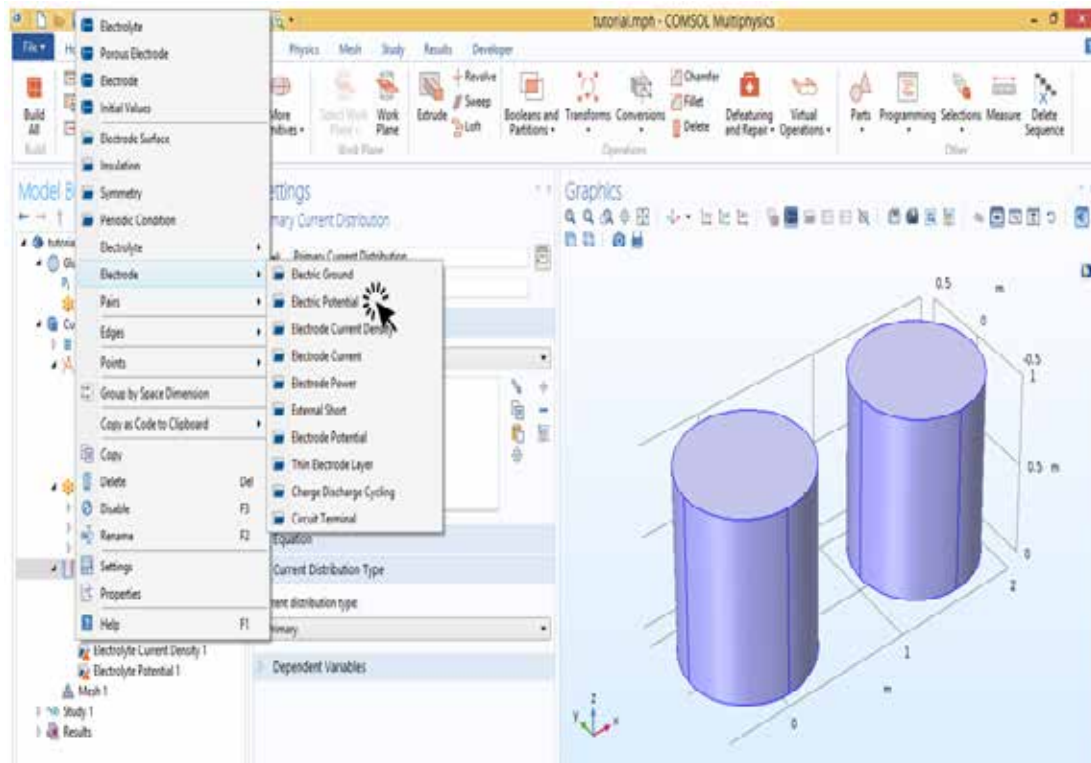 tutorial.mph - COMSOL Multiphysics
File
Physics
Mesh
Study
Results
Developer
Build
All
Build
More
Work
Plane
Work Plane
Extrude
Revolve
Sweep
Loft
Booleans and
Partitions
Transforms
Conversions
Chamfer
Fillet
Delete
Defeaturing
and Repair
Virtual
Operations
Operations
Parts
Programming
Selections
Measure
Delete
Sequence
Other
Electrolyte
Porous Electrode
Electrode
Initial Values
Electrode Surface
Insulation
Symmetry
Periodic Condition
Electrolyte
Electrode
Pairs
Edges
Points
Group by Space Dimension
Copy as Code to Clipboard
Copy
Delete Del
Disable F3
Rename F2
Settings
Properties
Help F1
Electric Ground
Electric Potential
Electrode Current Density
Electrode Current
Electrode Power
External Short
Electrode Potential
Thin Electrode Layer
Charge Discharge Cycling
Circuit Terminal
Model B
Electrolyte Current Density 1
Electrolyte Potential 1
Mesh 1
Study 1
Results
ettings
mary Current Distribution
Primary Current Distribution
Equation
Current Distribution Type
rent distribution type:
Primary
Dependent Variables
Graphics
0.5
m
0
-0.5
1
0.5 m
0
2
1
m
0
z
y
x